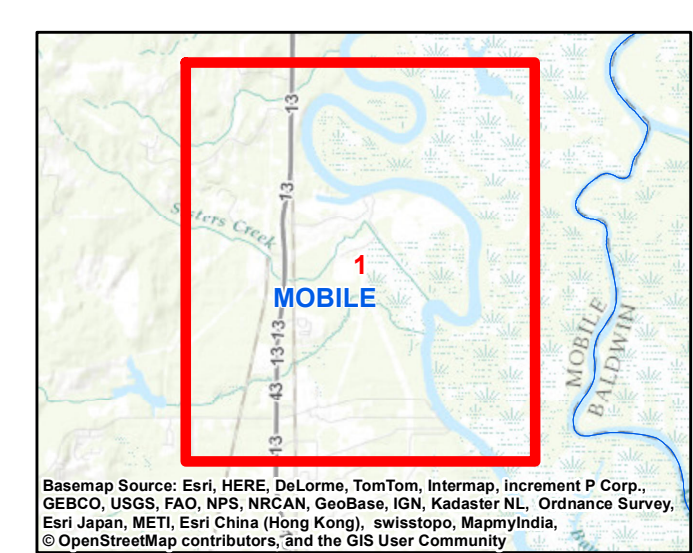 13
13
Sisters Creek
1
MOBILE
MOBILE
BALDWIN
43-13-13-
13
Basemap Source: Esri, HERE, DeLorme, TomTom, Intermap, increment P Corp.,
GEBCO, USGS, FAO, NPS, NRCAN, GeoBase, IGN, Kadaster NL, Ordnance Survey,
Esri Japan, METI, Esri China (Hong Kong), swisstopo, MapmyIndia,
© OpenStreetMap contributors, and the GIS User Community